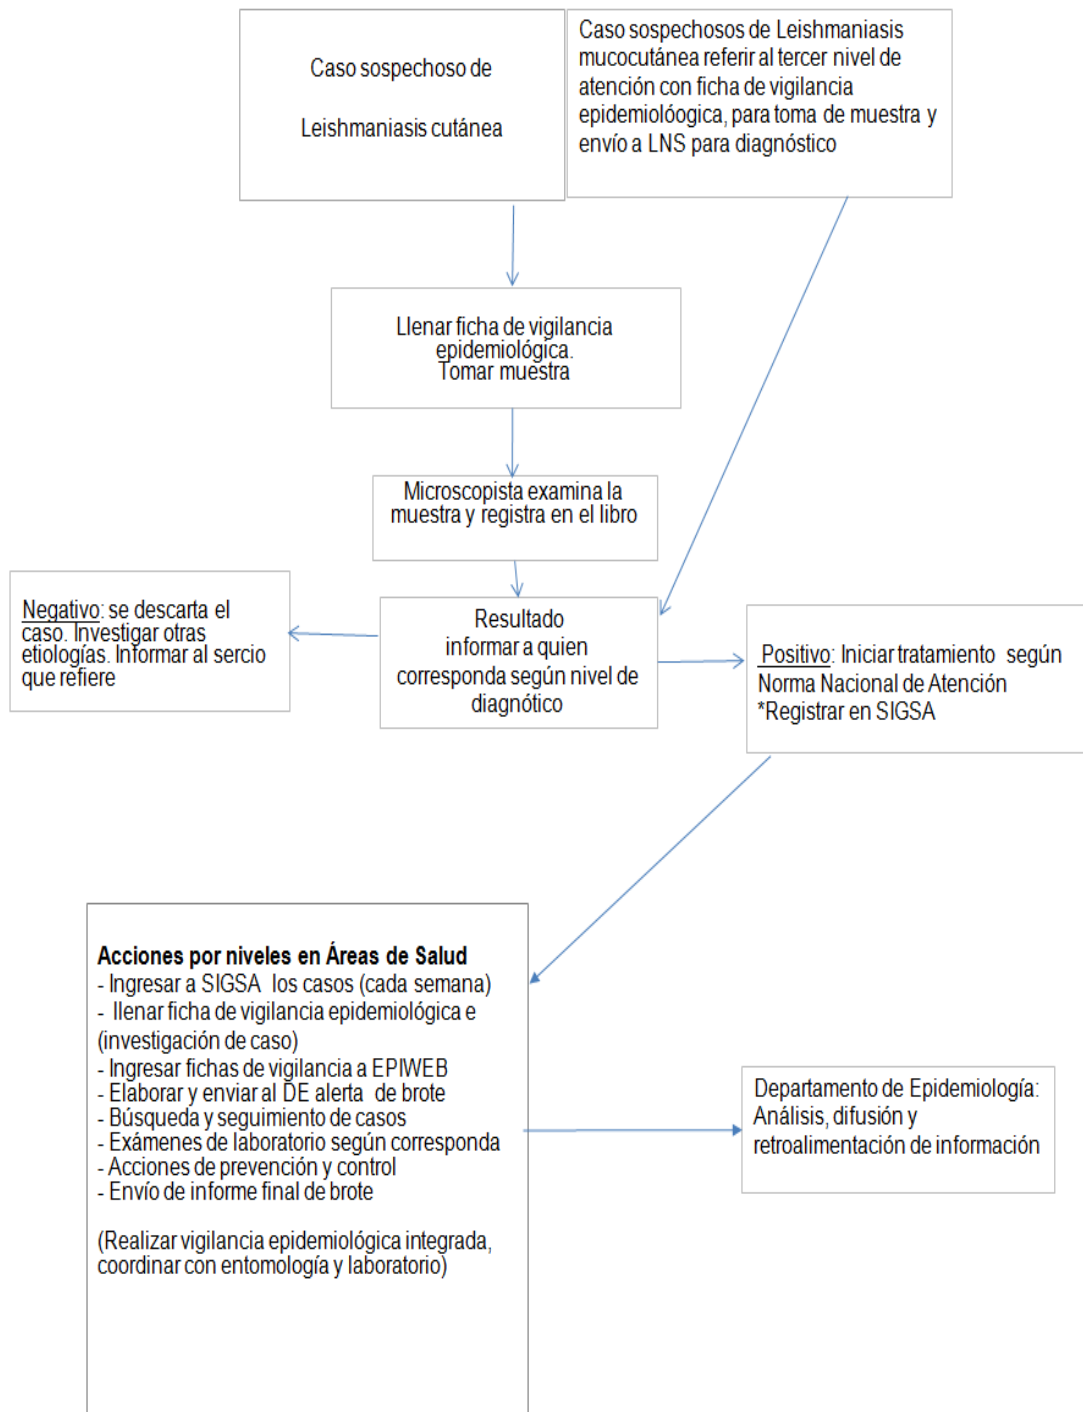 Caso sospechoso de
Leishmaniasis cutánea
Caso sospechosos de Leishmaniasis
mucocutánea referir al tercer nivel de
atención con ficha de vigilancia
epidemiolóogica, para toma de muestra y
envío a LNS para diagnóstico
Llenar ficha de vigilancia
epidemiológica.
Tomar muestra
Microscopista examina la
muestra y registra en el libro
Negativo: se descarta el
caso. Investigar otras
etiologías. Informar al sercio
que refiere
Resultado
informar a quien
corresponda según nivel de
diagnótico
Positivo: Iniciar tratamiento según
Norma Nacional de Atención
*Registrar en SIGSA
Acciones por niveles en Áreas de Salud
- Ingresar a SIGSA los casos (cada semana)
- llenar ficha de vigilancia epidemiológica e
(investigación de caso)
- Ingresar fichas de vigilancia a EPIWEB
- Elaborar y enviar al DE alerta de brote
- Búsqueda y seguimiento de casos
- Exámenes de laboratorio según corresponda
- Acciones de prevención y control
- Envío de informe final de brote
(Realizar vigilancia epidemiológica integrada,
coordinar con entomología y laboratorio)
Departamento de Epidemiología:
Análisis, difusión y
retroalimentación de información